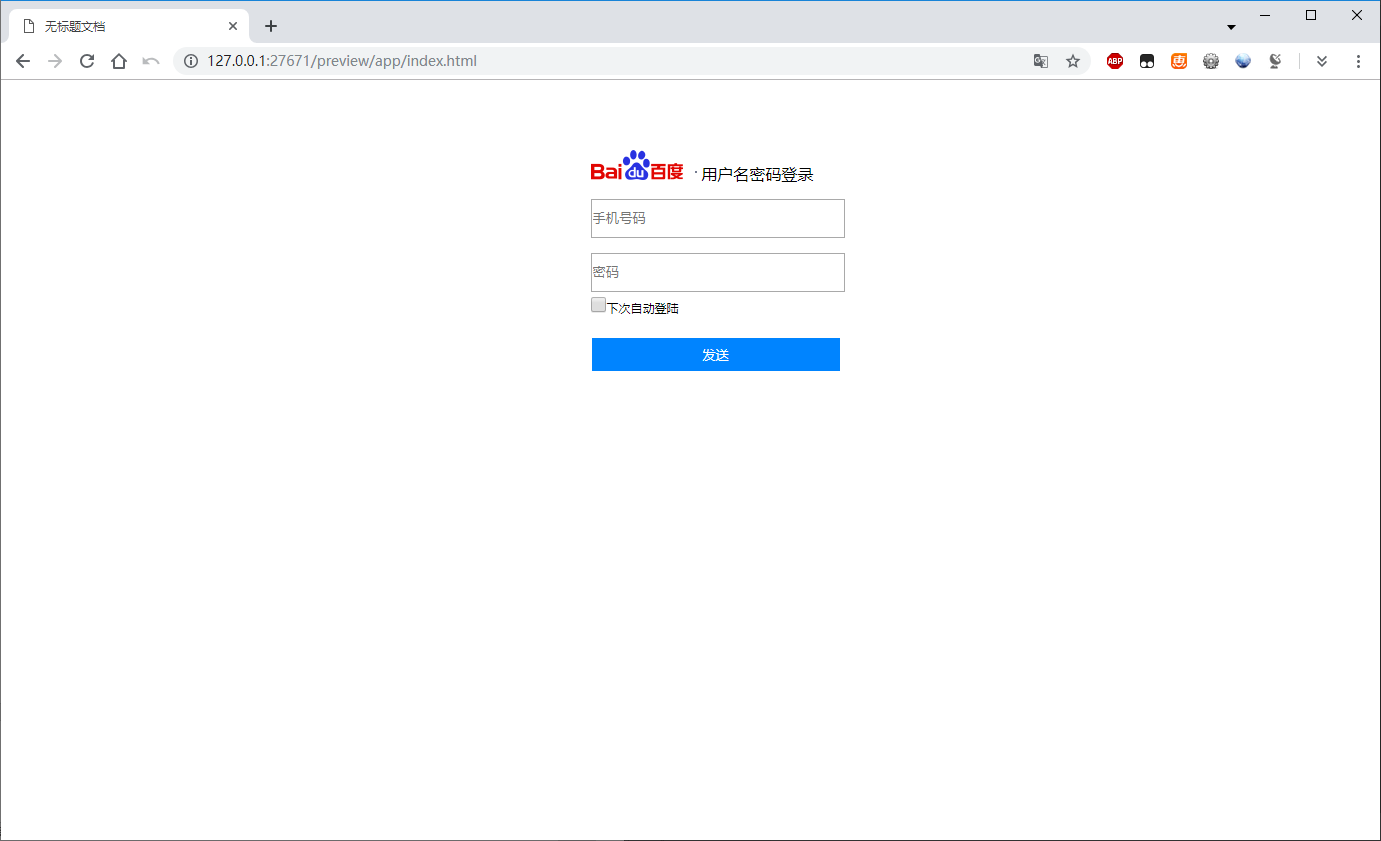 无标题文档
127.0.0.1:27671/preview/app/index.html
ABP
惠
Bai du 百度 · 用户名密码登录
手机号码
密码
下次自动登陆
发送